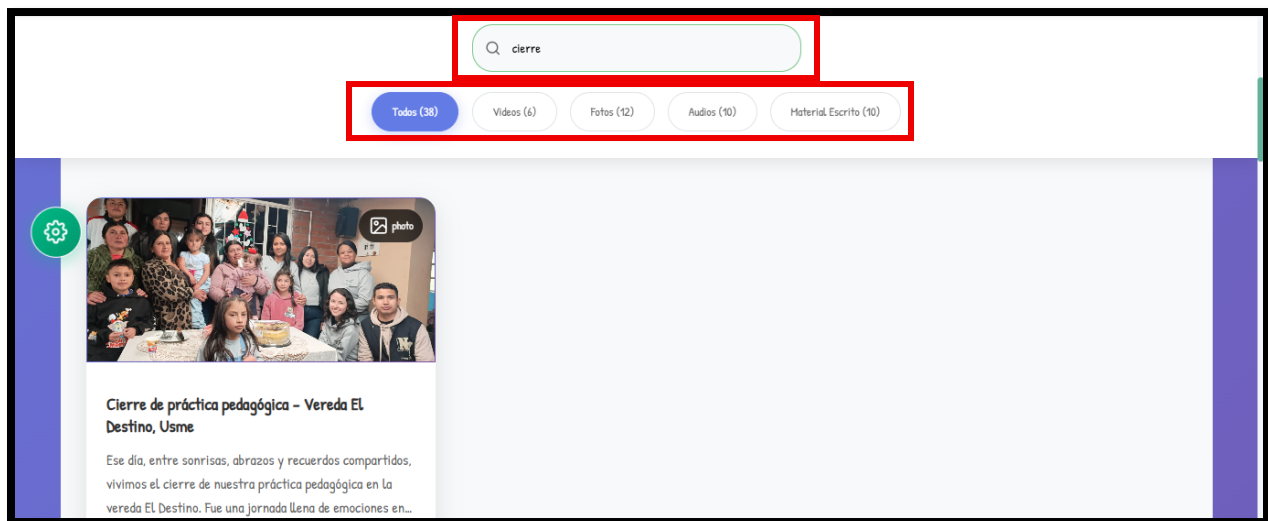 cierre
Todos (38) Videos (6) Fotos (12) Audios (10) Material Escrito (10)
photo
Cierre de práctica pedagógica - Vereda El
Destino, Usme
Ese día, entre sonrisas, abrazos y recuerdos compartidos,
vivimos el cierre de nuestra práctica pedagógica en la
vereda El Destino. Fue una jornada llena de emociones en...